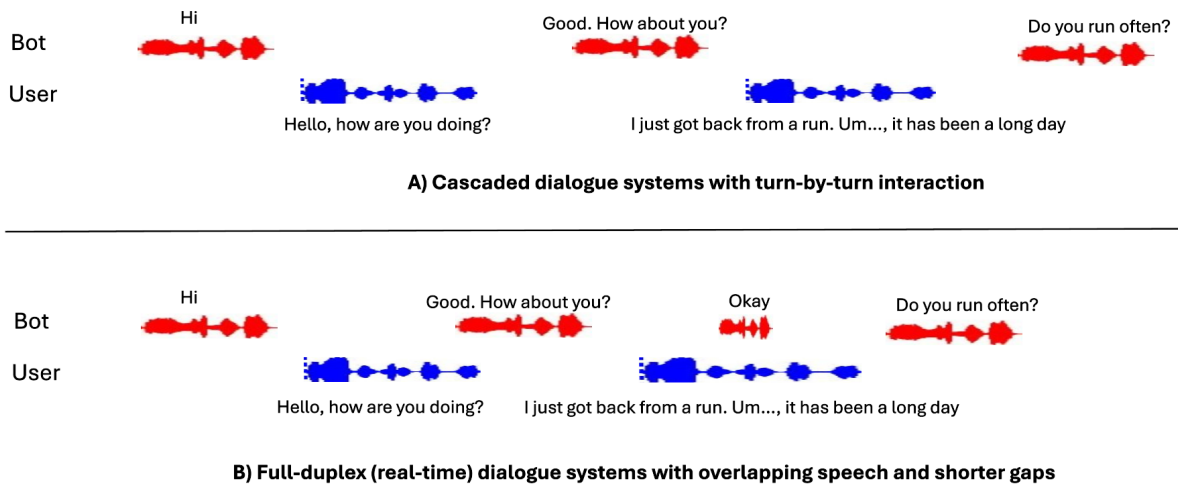 Hi
Good. How about you?
Do you run often?
Bot
User
Hello, how are you doing?
I just got back from a run. Um..., it has been a long day
A) Cascaded dialogue systems with turn-by-turn interaction
Hi
Good. How about you?
Okay
Do you run often?
Bot
User
Hello, how are you doing?
I just got back from a run. Um..., it has been a long day
B) Full-duplex (real-time) dialogue systems with overlapping speech and shorter gaps